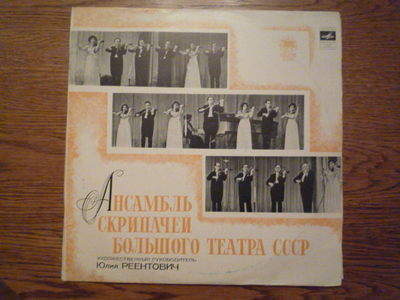 Ансамбль
скрипачей
Большого театра СССР
Художественный руководитель
Юлий Реентович